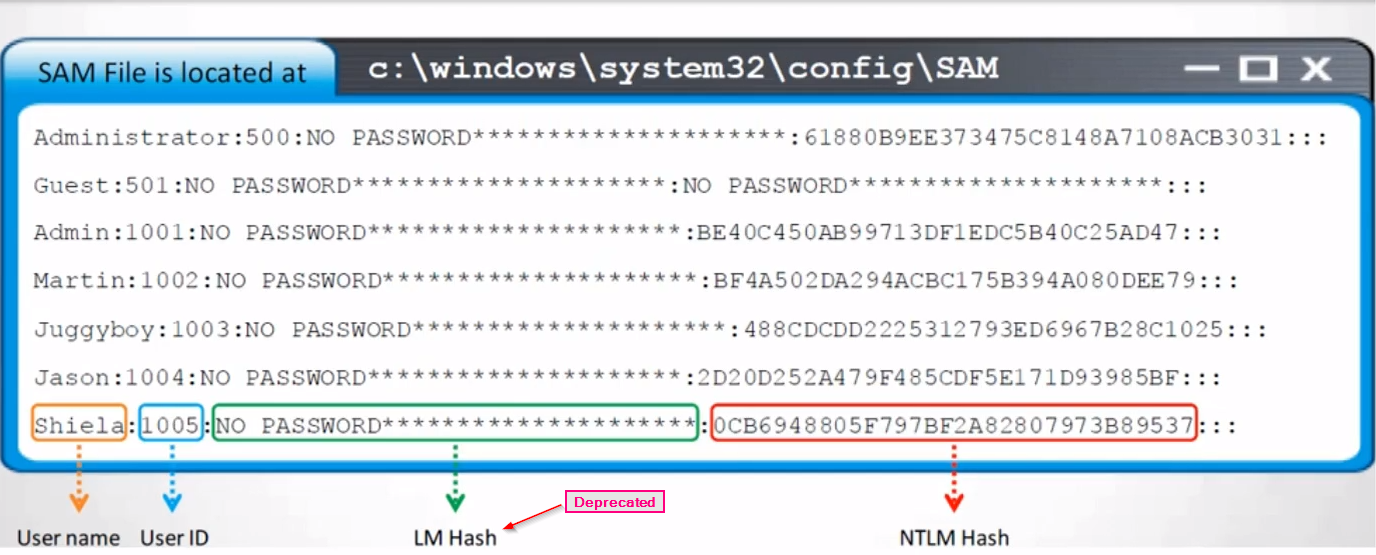 SAM File is located at c:\windows\system32\config\SAM
Administrator:500:NO PASSWORD*********************:61880B9EE373475C8148A7108ACB3031:::
Guest:501:NO PASSWORD*********************:NO PASSWORD*********************:::
Admin:1001:NO PASSWORD*********************:BE40C450AB99713DF1EDC5B40C25AD47:::
Martin:1002:NO PASSWORD*********************:BF4A502DA294ACBC175B394A080DEE79:::
Juggyboy:1003:NO PASSWORD*********************:488CDCDD2225312793ED6967B28C1025:::
Jason:1004:NO PASSWORD*********************:2D20D252A479F485CDF5E171D93985BF:::
Shiela:1005:NO PASSWORD*********************:0CB6948805F797BF2A82807973B89537:::
Deprecated
User name User ID LM Hash NTLM Hash